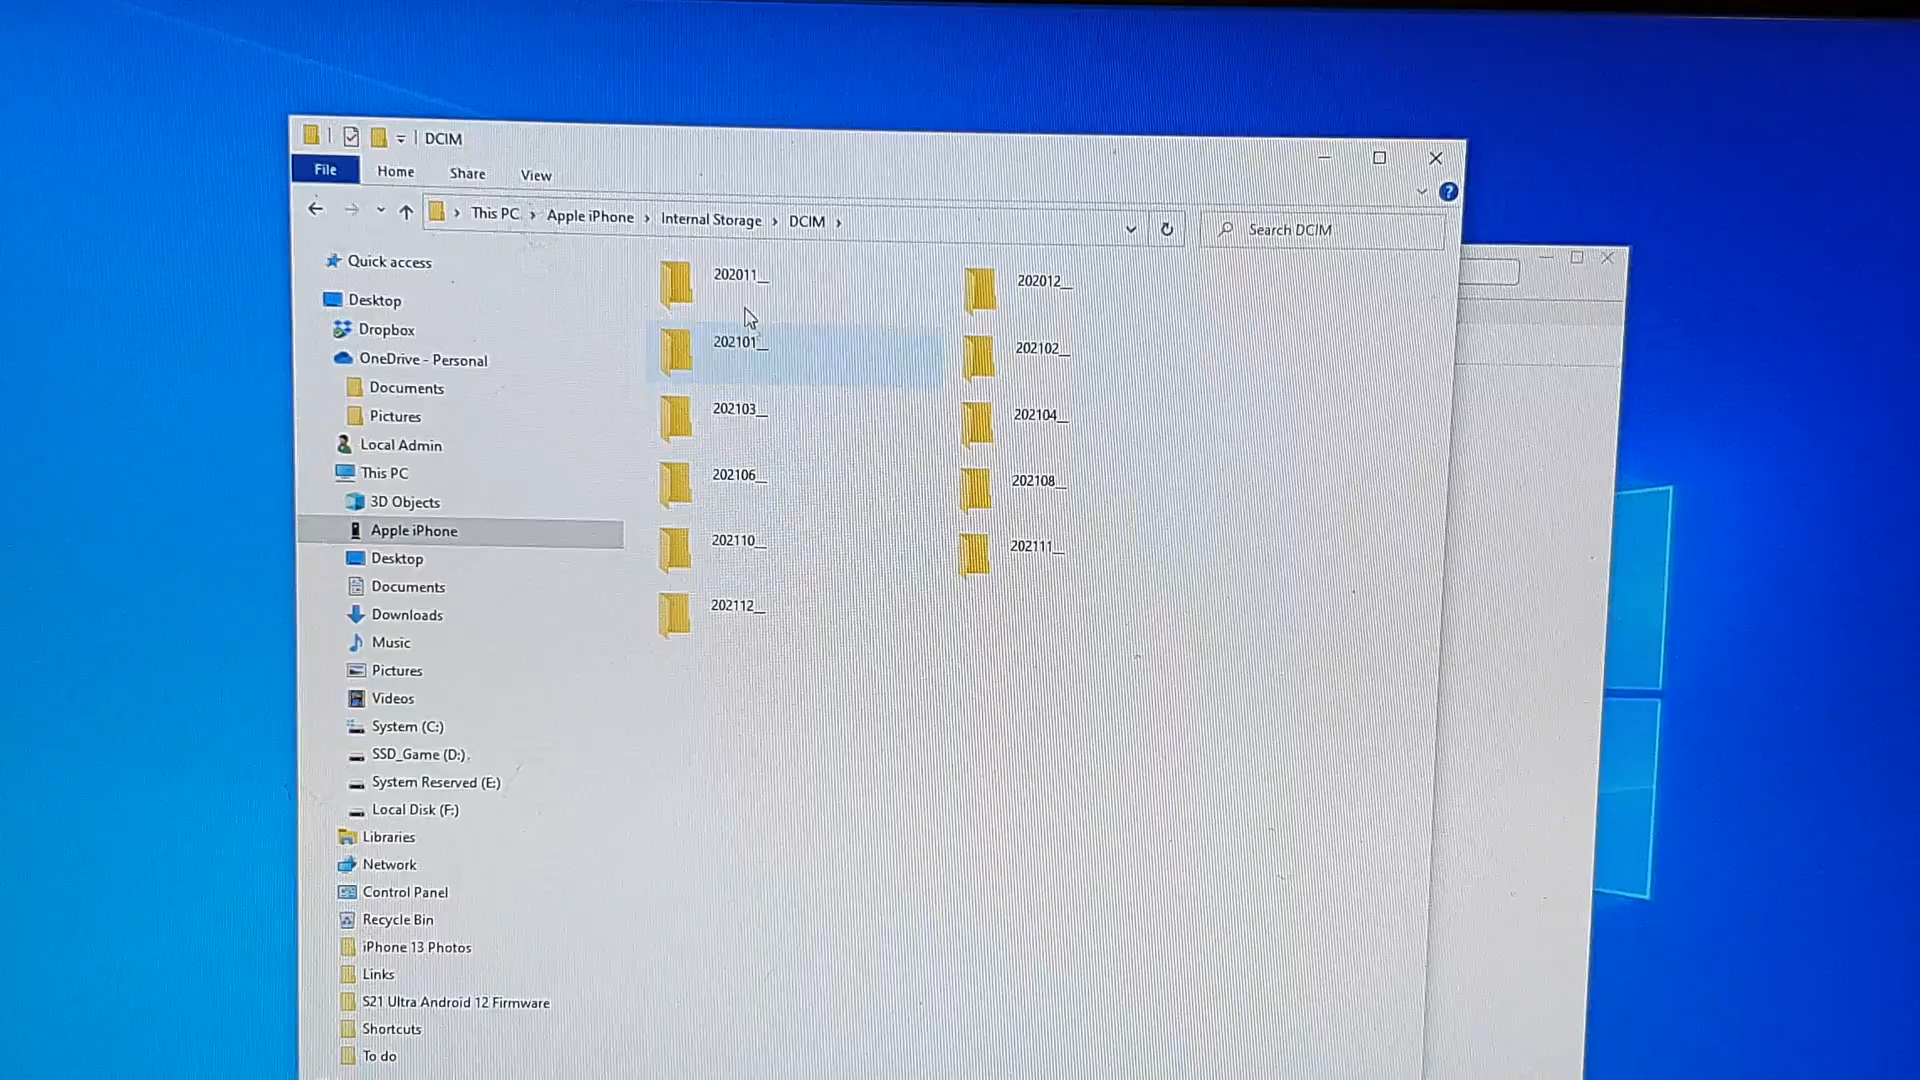 DCIM
File Home Share View
This PC Apple iPhone Internal Storage DCIM
Search DCIM
Quick access
Desktop
Dropbox
OneDrive - Personal
Documents
Pictures
Local Admin
This PC
3D Objects
Apple iPhone
Desktop
Documents
Downloads
Music
Pictures
Videos
System (C:)
SSD_Game (D:)
System Reserved (E:)
Local Disk (F:)
Libraries
Network
Control Panel
Recycle Bin
iPhone 13 Photos
Links
S21 Ultra Android 12 Firmware
Shortcuts
To do
202011__ 202012__
202101__ 202102__
202103__ 202104__
202106__ 202108__
202110__ 202111__
202112__